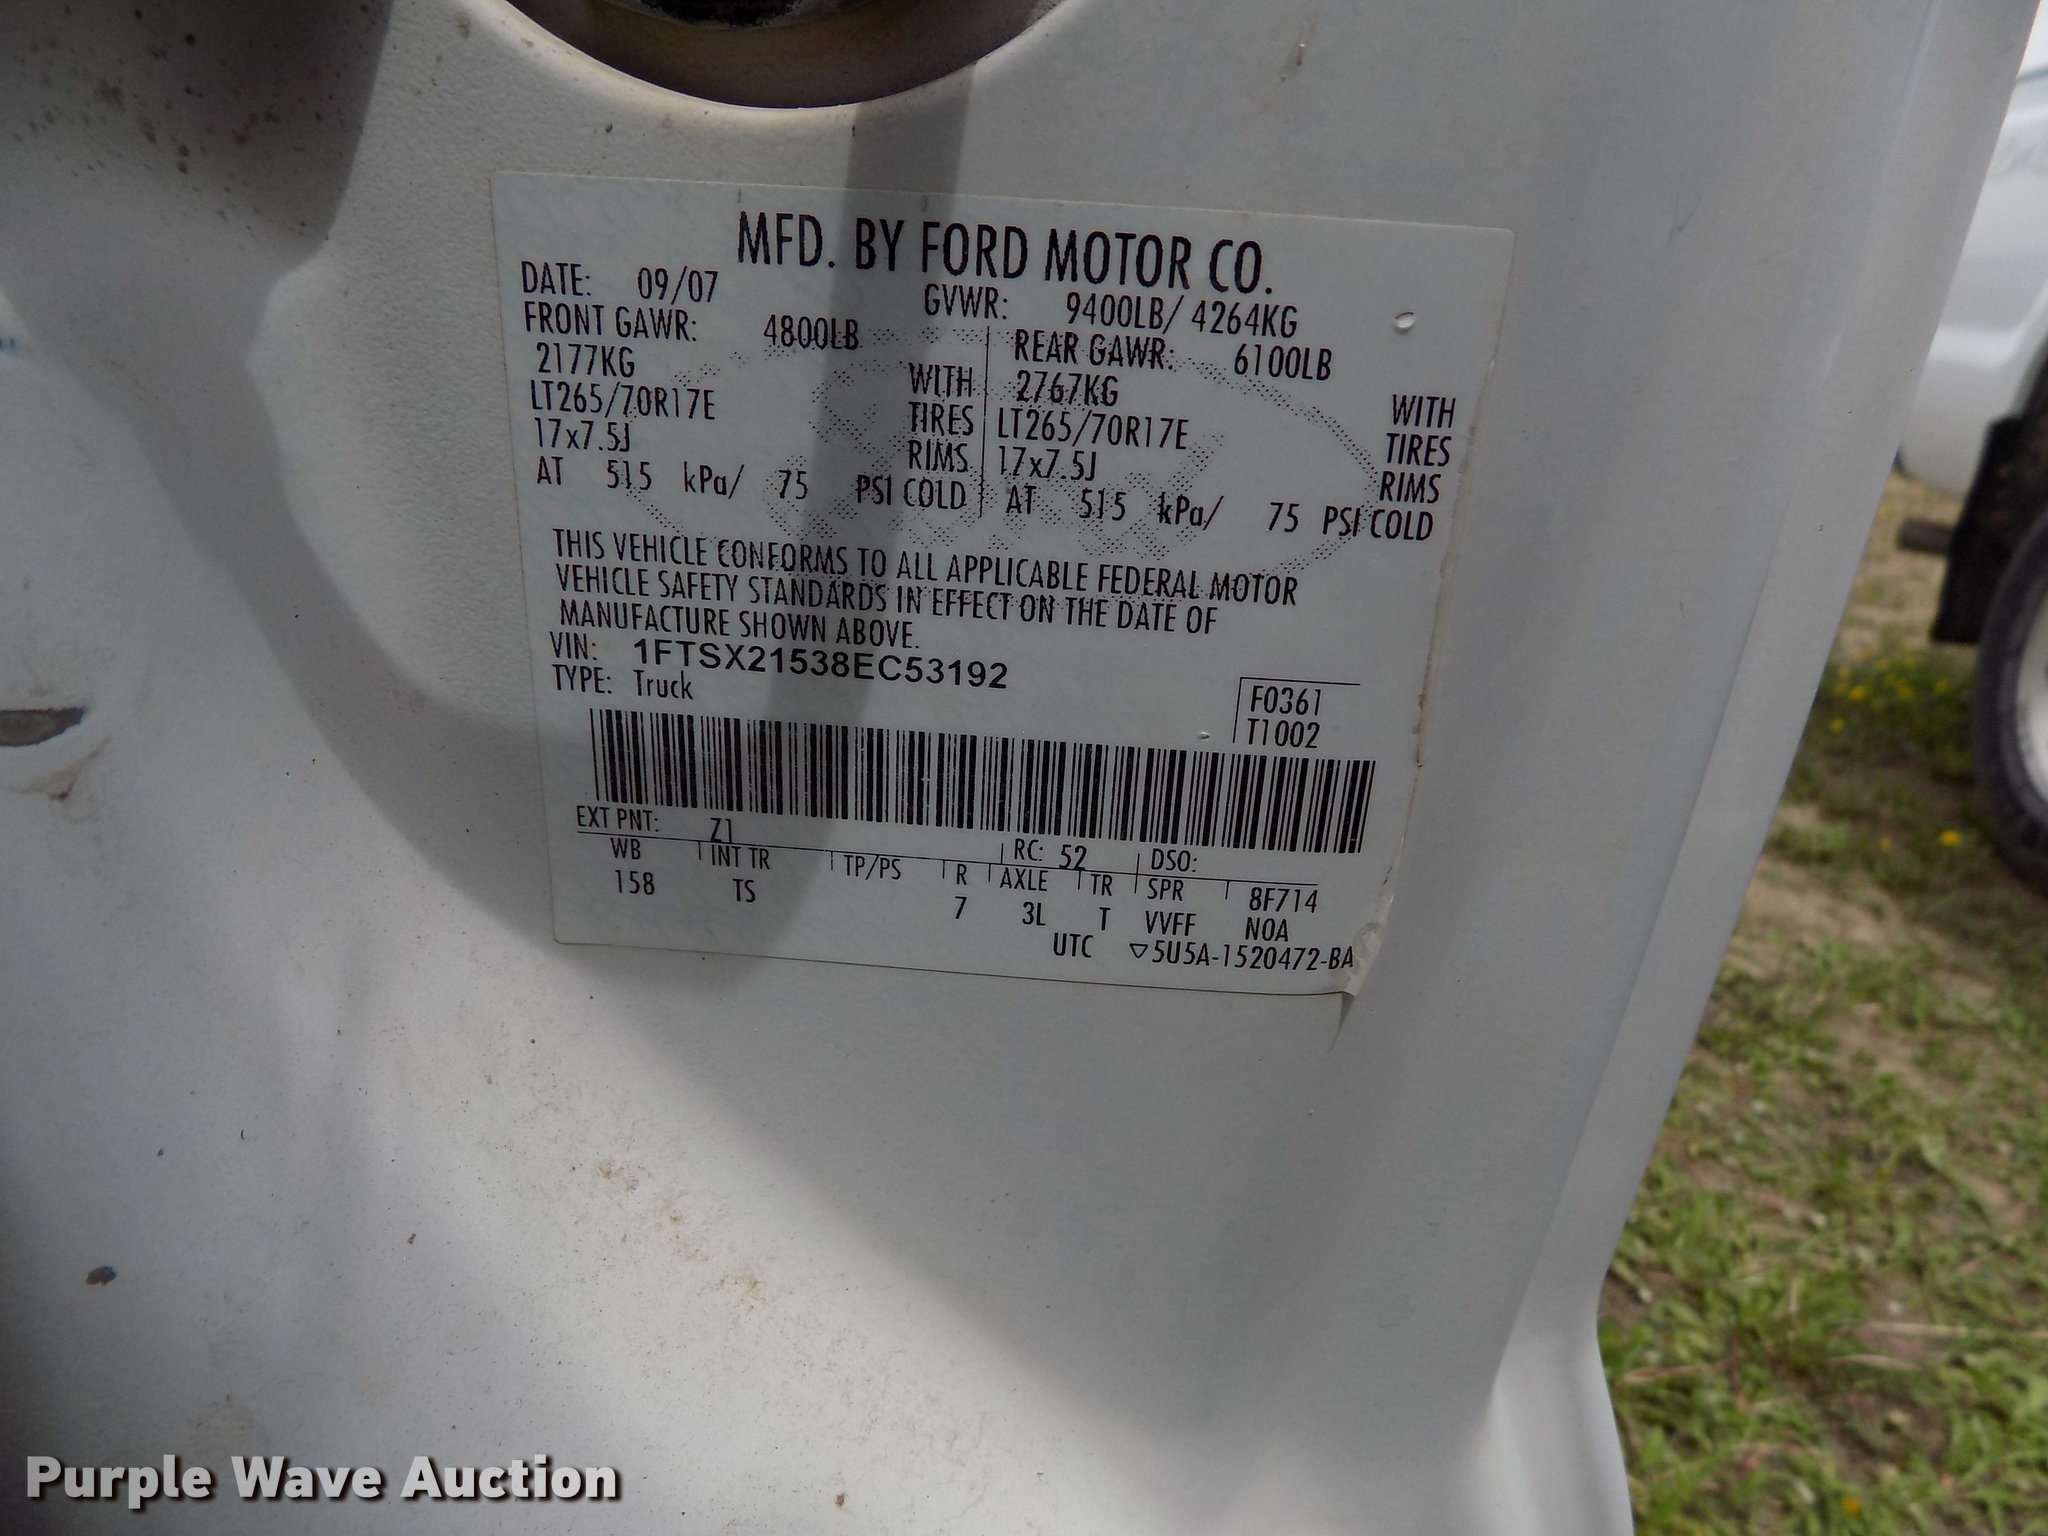 MFD. BY FORD MOTOR CO.
DATE: 09/07 GVWR: 9400LB/ 4264KG
FRONT GAWR: 4800LB REAR GAWR: 6100LB
2177KG WITH 2767KG WITH
LT265/70R17E TIRES LT265/70R17E TIRES
17x7.5J RIMS 17x7.5J RIMS
AT 515 kPa/ 75 PSI COLD AT 515 kPa/ 75 PSI COLD
THIS VEHICLE CONFORMS TO ALL APPLICABLE FEDERAL MOTOR
VEHICLE SAFETY STANDARDS IN EFFECT ON THE DATE OF
MANUFACTURE SHOWN ABOVE.
VIN: 1FTSX21538EC53192
TYPE: Truck
F0361
T1002
EXT PNT: Z1 RC: 52 DSO:
WB INT TR TP/PS R AXLE TR SPR 8F714
158 TS 7 3L T VVFF NOA
UTC ▽5U5A-1520472-BA
Purple Wave Auction